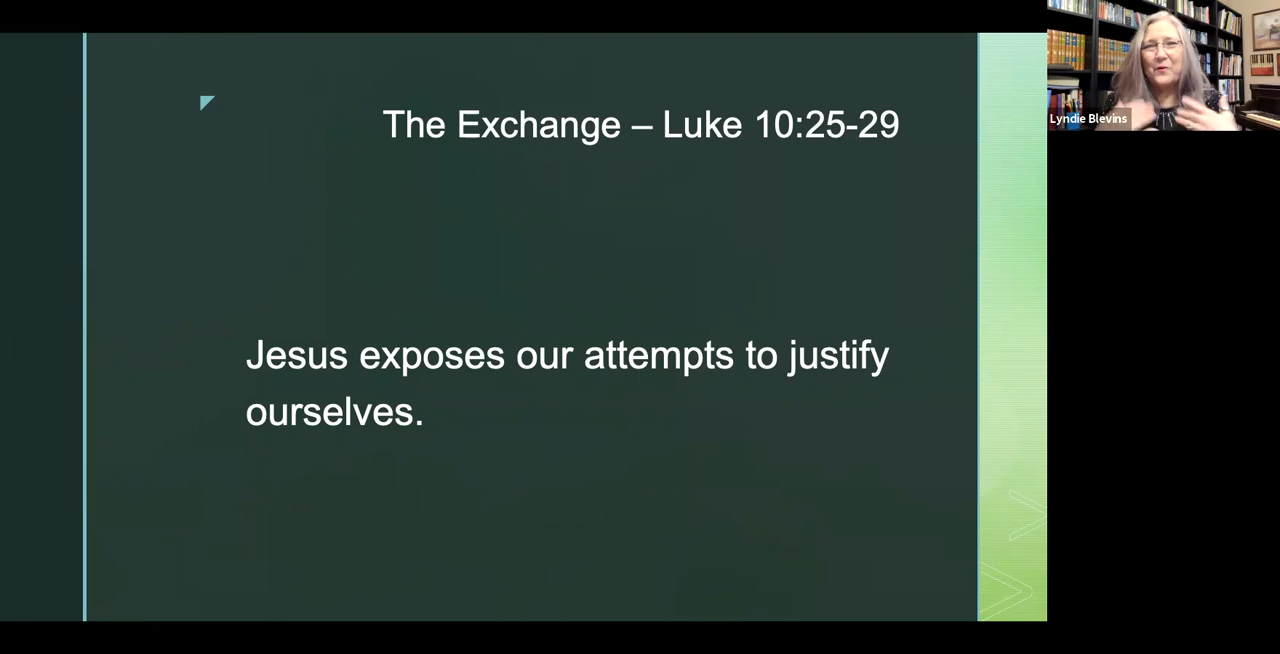 The Exchange – Luke 10:25-29
Jesus exposes our attempts to justify
ourselves.
Lyndie Blevins